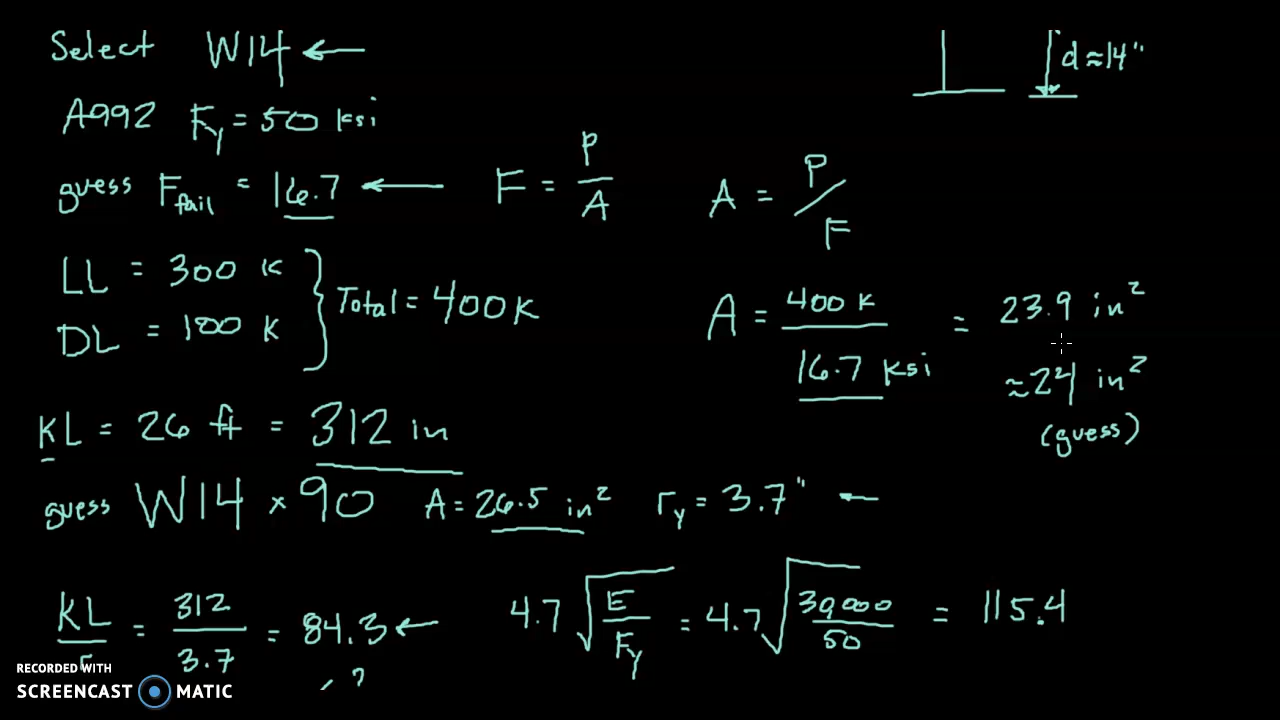 Select W14 ←
d ≈ 14"
A992 Fy = 50 ksi
guess Ffail = 16.7 ← F = P/A A = P/F
LL = 300 K
DL = 100 K
Total = 400 K
A = 400 K / 16.7 ksi = 23.9 in²
≈ 24 in²
(guess)
KL = 26 ft = 312 in
guess W14 × 90 A = 26.5 in² ry = 3.7" ←
KL/r = 312/3.7 = 84.3 ← 4.7 √(E/Fy) = 4.7 √(30000/50) = 115.4
RECORDED WITH
SCREENCAST MATIC